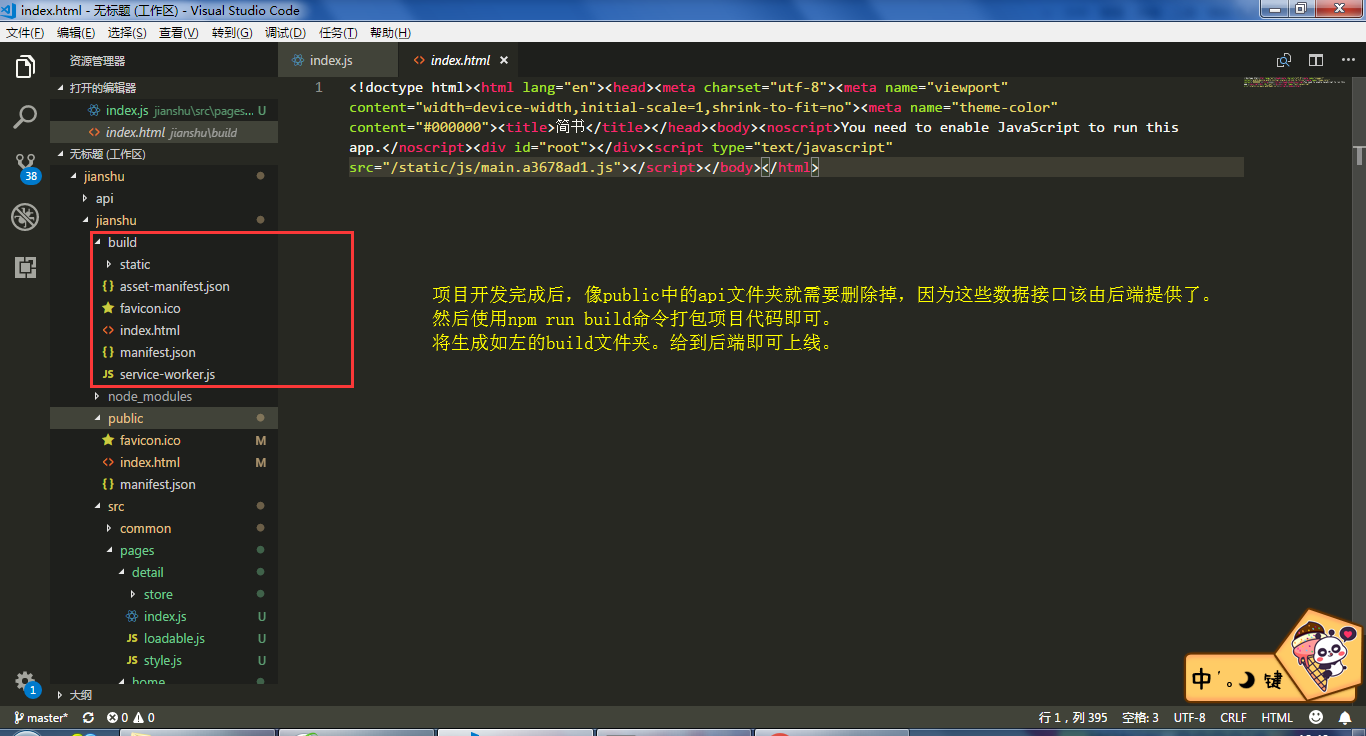 index.html - 无标题 (工作区) - Visual Studio Code
文件(F) 编辑(E) 选择(S) 查看(V) 转到(G) 调试(D) 任务(T) 帮助(H)
资源管理器
打开的编辑器
index.js jianshu\src\pages... U
index.html jianshu\build
无标题 (工作区)
38
jianshu
api
jianshu
build
static
asset-manifest.json
favicon.ico
index.html
manifest.json
service-worker.js
node_modules
public
favicon.ico M
index.html M
manifest.json
src
common
pages
detail
store
index.js U
loadable.js U
style.js U
home
大纲
1
index.js
index.html
1 <!doctype html><html lang="en"><head><meta charset="utf-8"><meta name="viewport"
content="width=device-width,initial-scale=1,shrink-to-fit=no"><meta name="theme-color"
content="#000000"><title>简书</title></head><body><noscript>You need to enable JavaScript to run this
app.</noscript><div id="root"></div><script type="text/javascript"
src="/static/js/main.a3678ad1.js"></script></body></html>
项目开发完成后，像public中的api文件夹就需要删除掉，因为这些数据接口该由后端提供了。
然后使用npm run build命令打包项目代码即可。
将生成如左的build文件夹。给到后端即可上线。
中 键
master* 0 0 行 1，列 395 空格: 3 UTF-8 CRLF HTML